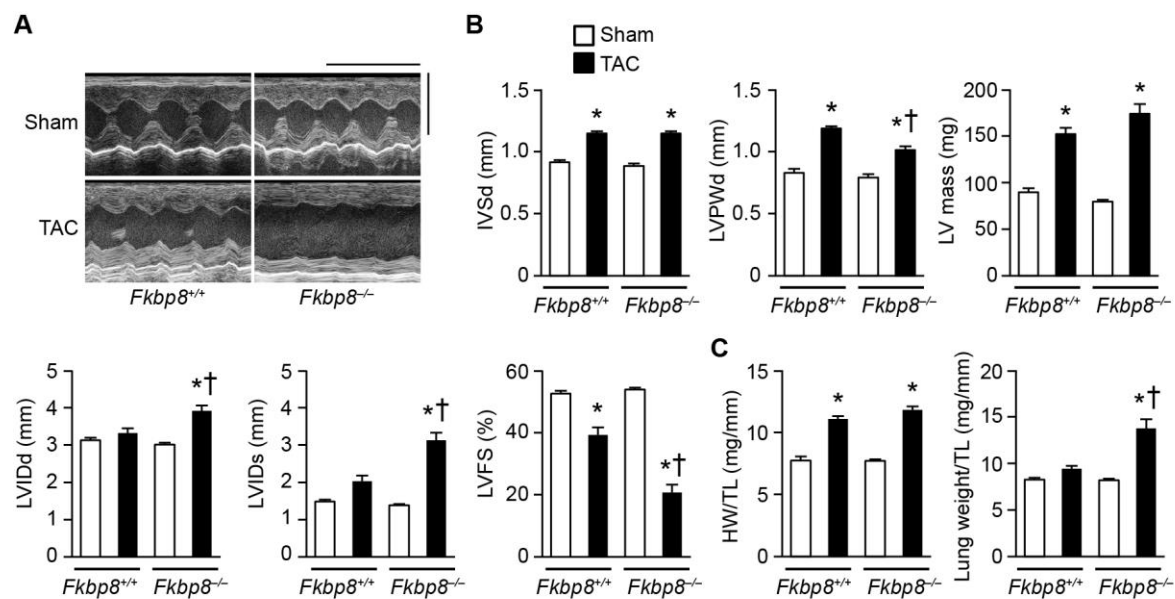 A
Sham
TAC
Fkbp8+/+
Fkbp8–/–
B
Sham
TAC
IVSd (mm)
1.5
1.0
0.5
0
*
*
Fkbp8+/+
Fkbp8–/–
LVPWd (mm)
1.5
1.0
0.5
0
*
*†
Fkbp8+/+
Fkbp8–/–
LV mass (mg)
200
150
100
50
0
*
*
Fkbp8+/+
Fkbp8–/–
LVIDd (mm)
5
4
3
2
1
0
*†
Fkbp8+/+
Fkbp8–/–
LVIDs (mm)
5
4
3
2
1
0
*†
Fkbp8+/+
Fkbp8–/–
LVFS (%)
60
40
20
0
*
*†
Fkbp8+/+
Fkbp8–/–
C
HW/TL (mg/mm)
15
10
5
0
*
*
Fkbp8+/+
Fkbp8–/–
Lung weight/TL (mg/mm)
20
15
10
5
0
*†
Fkbp8+/+
Fkbp8–/–